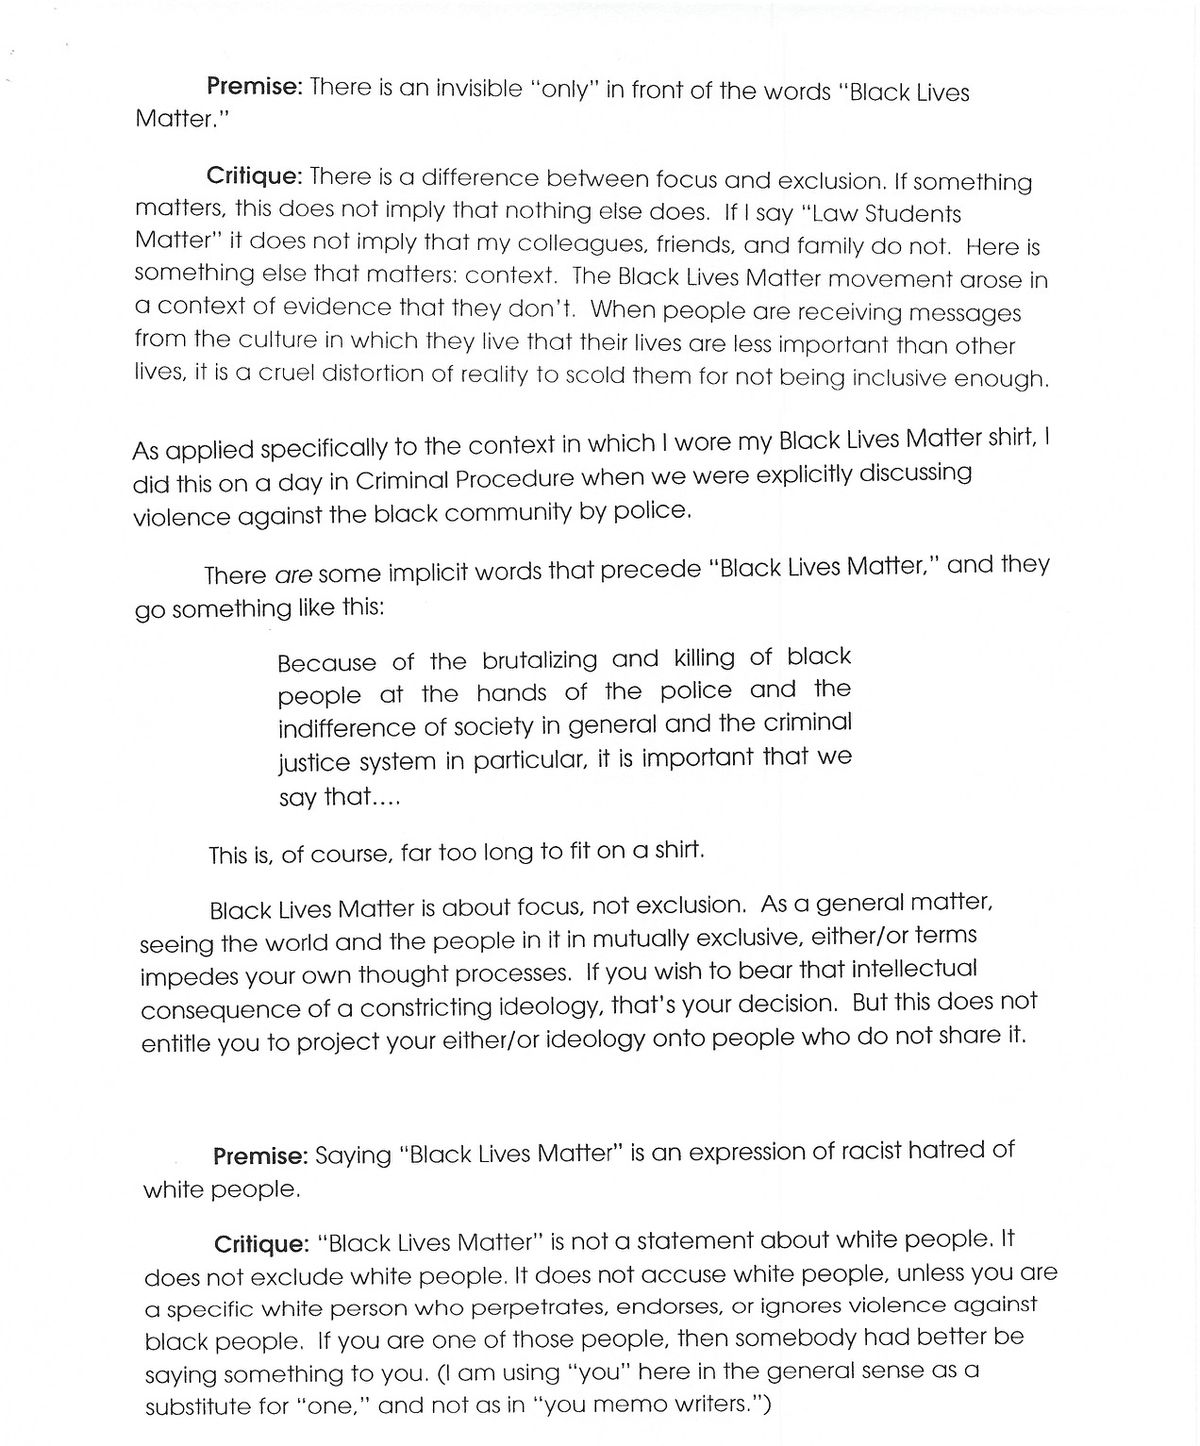 Premise: There is an invisible “only” in front of the words “Black Lives
Matter.”
Critique: There is a difference between focus and exclusion. If something
matters, this does not imply that nothing else does.  If I say “Law Students
Matter” it does not imply that my colleagues, friends, and family do not.  Here is
something else that matters: context.  The Black Lives Matter movement arose in
a context of evidence that they don’t.  When people are receiving messages
from the culture in which they live that their lives are less important than other
lives, it is a cruel distortion of reality to scold them for not being inclusive enough.
As applied specifically to the context in which I wore my Black Lives Matter shirt, I
did this on a day in Criminal Procedure when we were explicitly discussing
violence against the black community by police.
There are some implicit words that precede “Black Lives Matter,” and they
go something like this:
Because of the brutalizing and killing of black
people at the hands of the police and the
indifference of society in general and the criminal
justice system in particular, it is important that we
say that....
This is, of course, far too long to fit on a shirt.
Black Lives Matter is about focus, not exclusion.  As a general matter,
seeing the world and the people in it in mutually exclusive, either/or terms
impedes your own thought processes.  If you wish to bear that intellectual
consequence of a constricting ideology, that’s your decision.  But this does not
entitle you to project your either/or ideology onto people who do not share it.
Premise: Saying “Black Lives Matter” is an expression of racist hatred of
white people.
Critique: “Black Lives Matter” is not a statement about white people. It
does not exclude white people. It does not accuse white people, unless you are
a specific white person who perpetrates, endorses, or ignores violence against
black people.  If you are one of those people, then somebody had better be
saying something to you. (I am using “you” here in the general sense as a
substitute for “one,” and not as in “you memo writers.”)